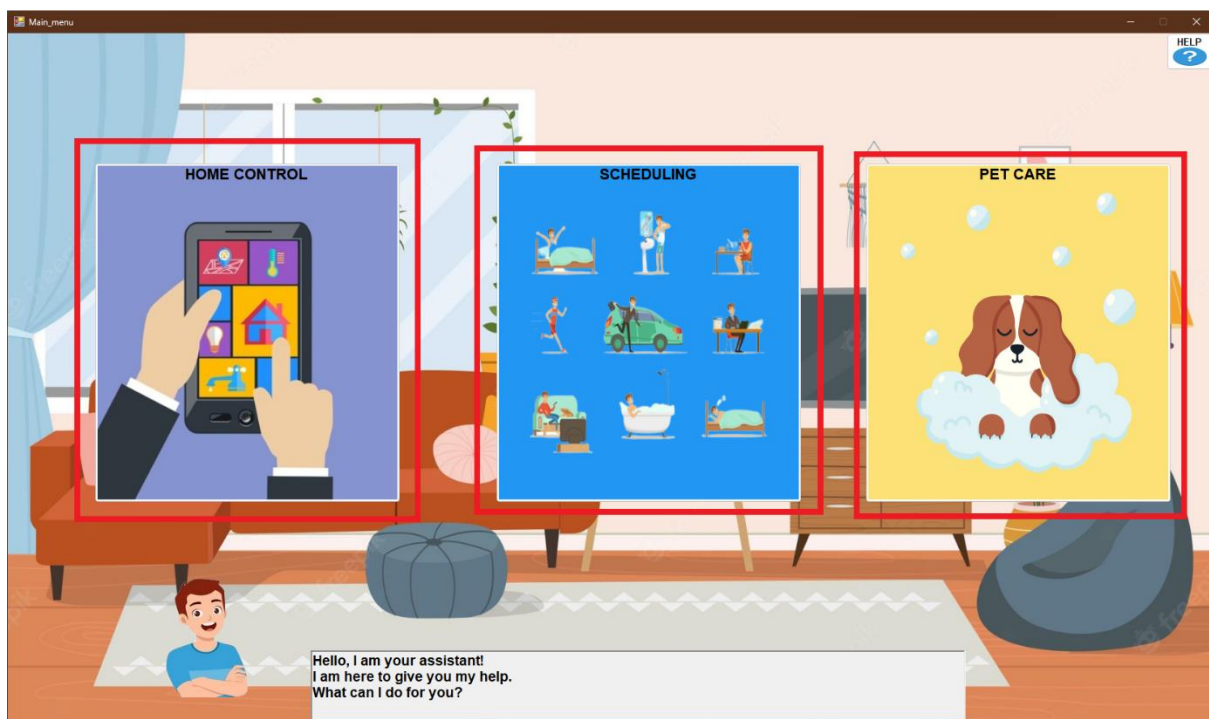 Main_menu
HELP
?
HOME CONTROL
SCHEDULING
PET CARE
Hello, I am your assistant!
I am here to give you my help.
What can I do for you?